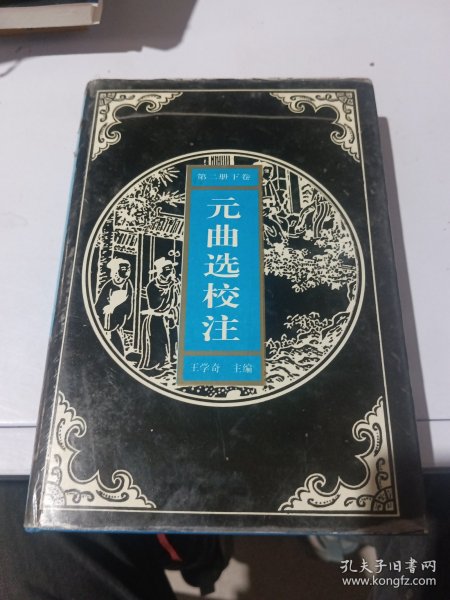 第二册下卷
元曲选校注
王学奇 主编
孔夫子旧书网
www.kongfz.com